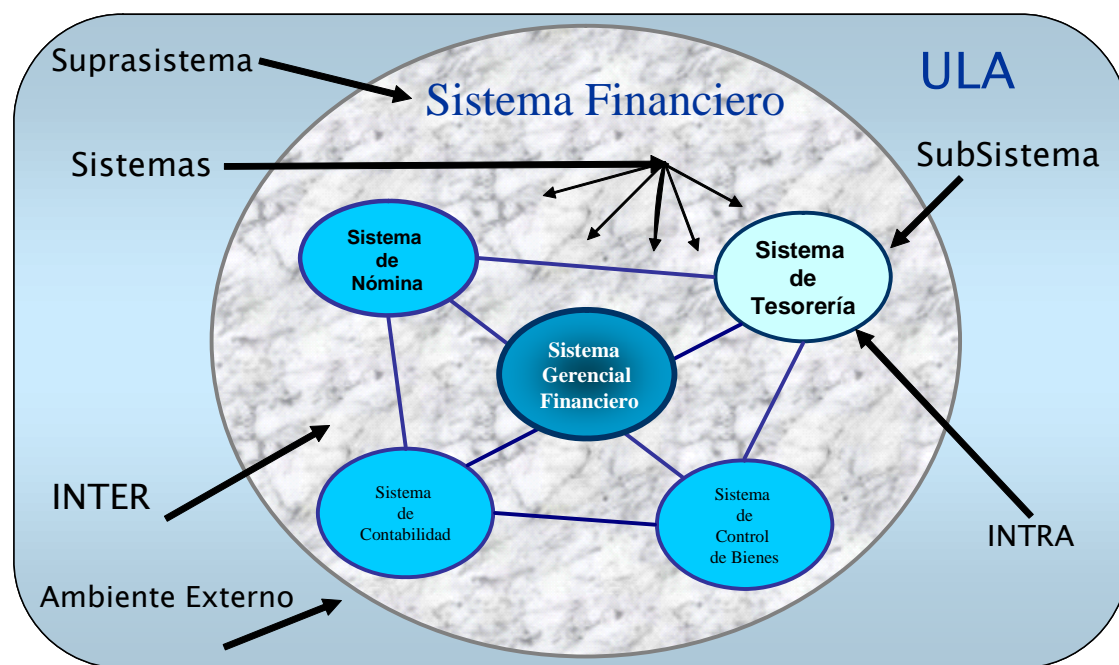 Suprasistema
ULA
Sistema Financiero
Sistemas
SubSistema
Sistema
de
Nómina
Sistema
de
Tesorería
Sistema
Gerencial
Financiero
INTER
Sistema
de
Contabilidad
Sistema
de
Control
de Bienes
INTRA
Ambiente Externo